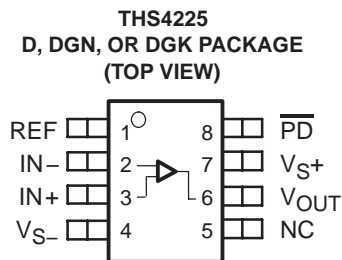 THS4225
D, DGN, OR DGK PACKAGE
(TOP VIEW)
REF 1 8 PD
IN− 2 7 VS+
IN+ 3 6 VOUT
VS− 4 5 NC